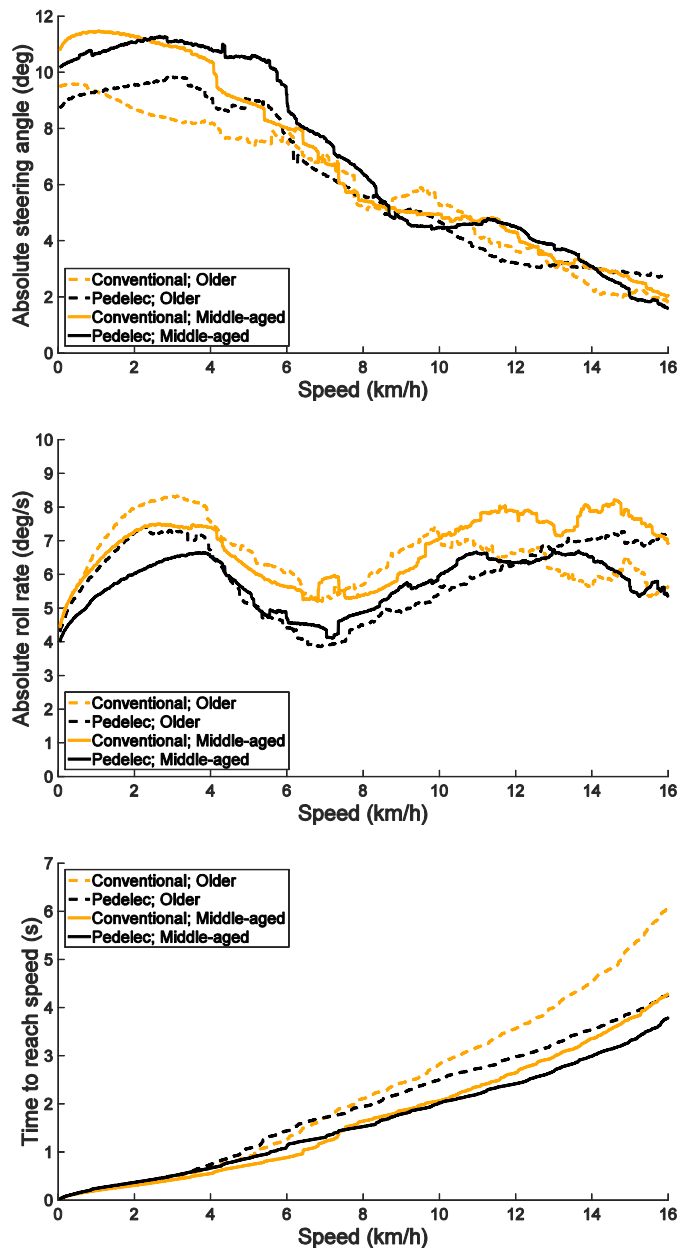 12
10
8
6
4
2
0
Absolute steering angle (deg)
Conventional; Older
Pedelec; Older
Conventional; Middle-aged
Pedelec; Middle-aged
0 2 4 6 8 10 12 14 16
Speed (km/h)
10
9
8
7
6
5
4
3
2
1
0
Absolute roll rate (deg/s)
Conventional; Older
Pedelec; Older
Conventional; Middle-aged
Pedelec; Middle-aged
0 2 4 6 8 10 12 14 16
Speed (km/h)
7
6
5
4
3
2
1
0
Time to reach speed (s)
Conventional; Older
Pedelec; Older
Conventional; Middle-aged
Pedelec; Middle-aged
0 2 4 6 8 10 12 14 16
Speed (km/h)